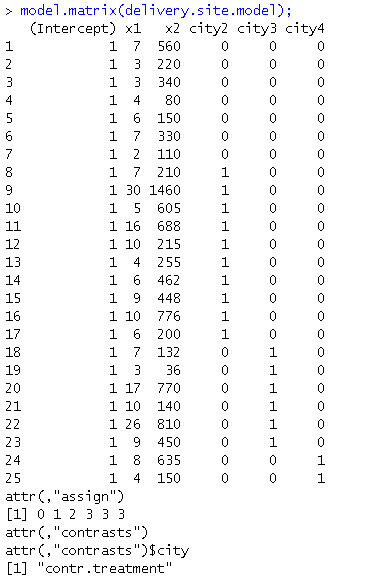 > model.matrix(delivery.site.model);
(Intercept) x1 x2 city2 city3 city4
1 1 7 560 0 0 0
2 1 3 220 0 0 0
3 1 3 340 0 0 0
4 1 4 80 0 0 0
5 1 6 150 0 0 0
6 1 7 330 0 0 0
7 1 2 110 0 0 0
8 1 7 210 1 0 0
9 1 30 1460 1 0 0
10 1 5 605 1 0 0
11 1 16 688 1 0 0
12 1 10 215 1 0 0
13 1 4 255 1 0 0
14 1 6 462 1 0 0
15 1 9 448 1 0 0
16 1 10 776 1 0 0
17 1 6 200 1 0 0
18 1 7 132 0 1 0
19 1 3 36 0 1 0
20 1 17 770 0 1 0
21 1 10 140 0 1 0
22 1 26 810 0 1 0
23 1 9 450 0 1 0
24 1 8 635 0 0 1
25 1 4 150 0 0 1
attr(,"assign")
[1] 0 1 2 3 3 3
attr(,"contrasts")
attr(,"contrasts")$city
[1] "contr.treatment"